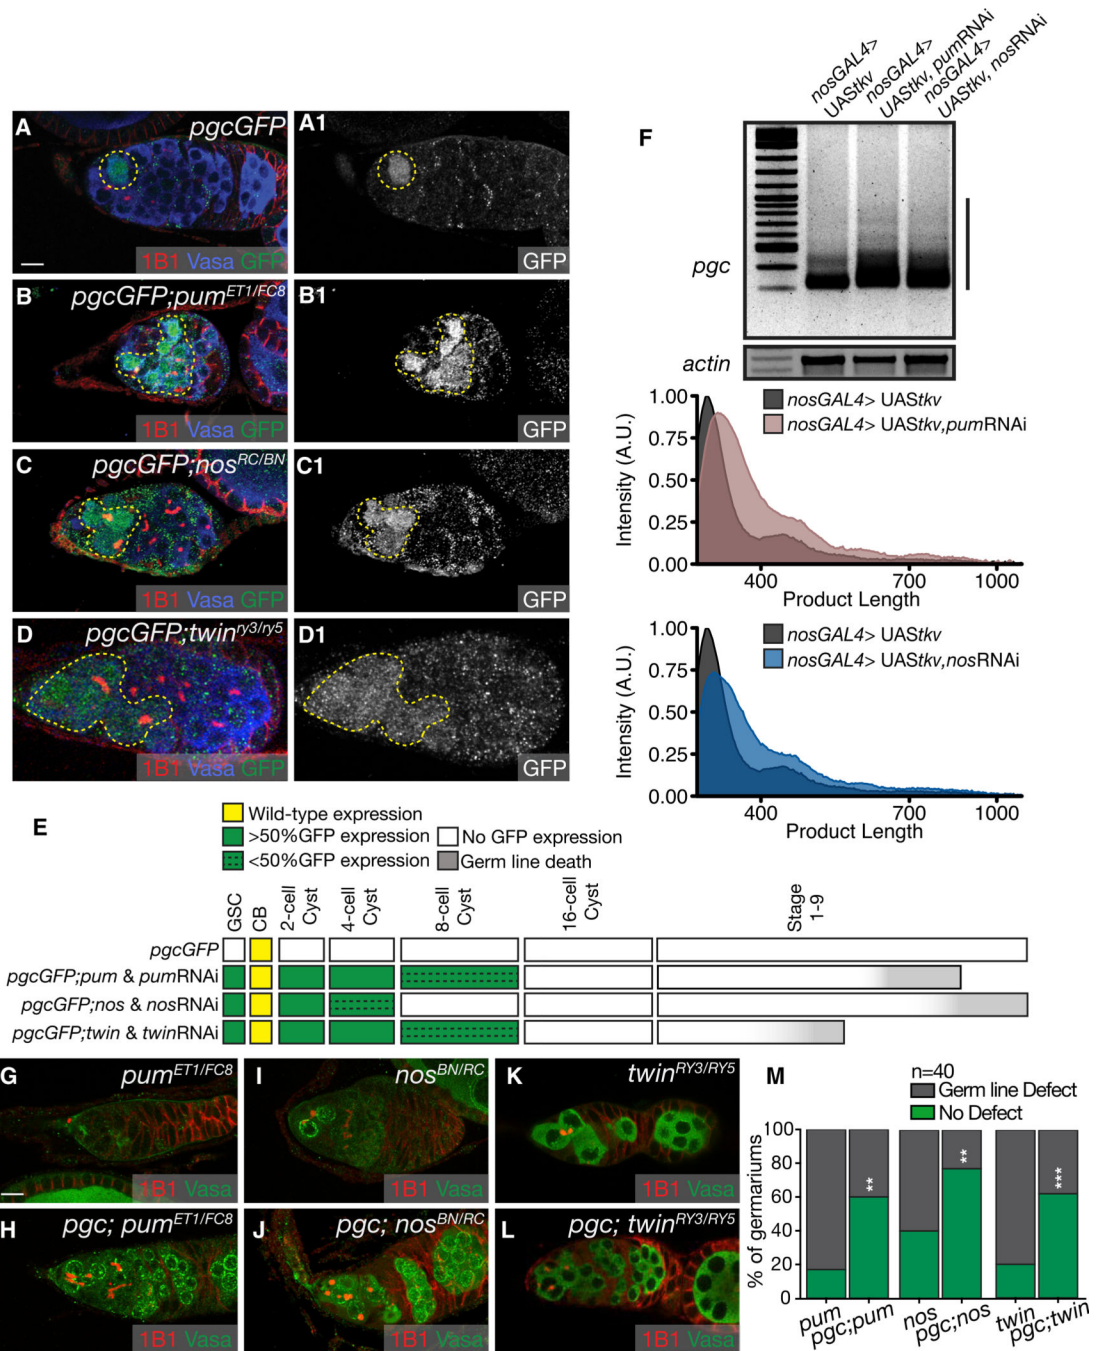 A
pgcGFP
1B1 Vasa GFP
A1
GFP
B
pgcGFP;pumET1/FC8
1B1 Vasa GFP
B1
GFP
C
pgcGFP;nosRC/BN
1B1 Vasa GFP
C1
GFP
D
pgcGFP;twinry3/ry5
1B1 Vasa GFP
D1
GFP
F
nosGAL4>
UAStkv
nosGAL4>
UAStkv, pumRNAi
nosGAL4>
UAStkv, nosRNAi
pgc
actin
1.00
0.75
0.50
0.25
0.00
Intensity (A.U.)
nosGAL4> UAStkv
nosGAL4> UAStkv,pumRNAi
400 700 1000
Product Length
1.00
0.75
0.50
0.25
0.00
Intensity (A.U.)
nosGAL4> UAStkv
nosGAL4> UAStkv,nosRNAi
400 700 1000
Product Length
E
Wild-type expression
>50%GFP expression
No GFP expression
<50%GFP expression
Germ line death
GSC
CB
2-cell
Cyst
4-cell
Cyst
8-cell
Cyst
16-cell
Cyst
Stage
1-9
pgcGFP
pgcGFP;pum & pumRNAi
pgcGFP;nos & nosRNAi
pgcGFP;twin & twinRNAi
G
pumET1/FC8
1B1 Vasa
I
nosBN/RC
1B1 Vasa
K
twinRY3/RY5
1B1 Vasa
H
pgc; pumET1/FC8
1B1 Vasa
J
pgc; nosBN/RC
1B1 Vasa
L
pgc; twinRY3/RY5
1B1 Vasa
M
n=40
Germ line Defect
No Defect
100
80
60
40
20
0
% of germariums
**
**
***
pum
pgc;pum
nos
pgc;nos
twin
pgc;twin